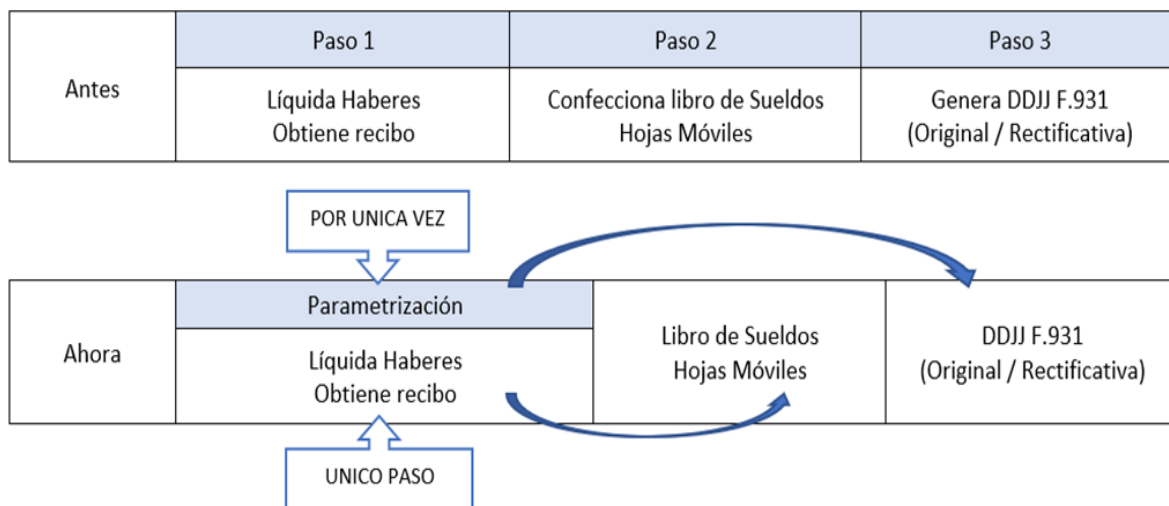 Paso 1
Paso 2
Paso 3
Antes
Líquida Haberes
Obtiene recibo
Confecciona libro de Sueldos
Hojas Móviles
Genera DDJJ F.931
(Original / Rectificativa)
POR UNICA VEZ
Parametrización
Ahora
Líquida Haberes
Obtiene recibo
Libro de Sueldos
Hojas Móviles
DDJJ F.931
(Original / Rectificativa)
UNICO PASO